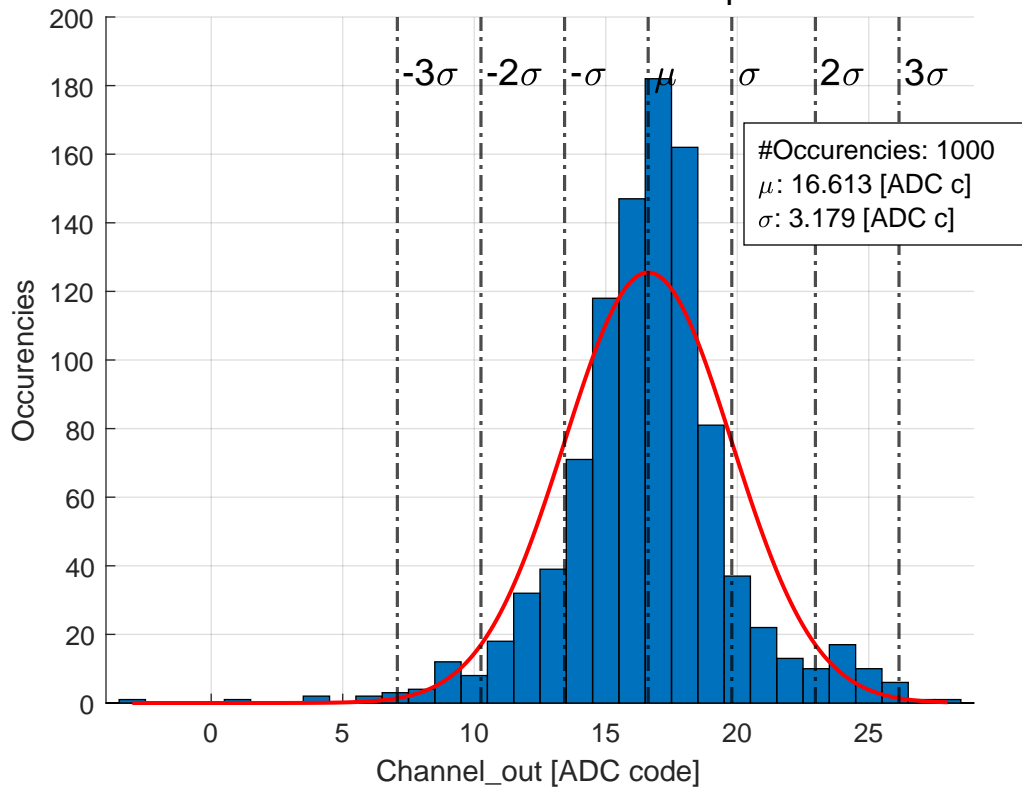 200
180
160
140
120
100
80
60
40
20
0
Occurencies
-3σ -2σ -σ μ σ 2σ 3σ
#Occurencies: 1000
μ: 16.613 [ADC c]
σ: 3.179 [ADC c]
0 5 10 15 20 25
Channel_out [ADC code]